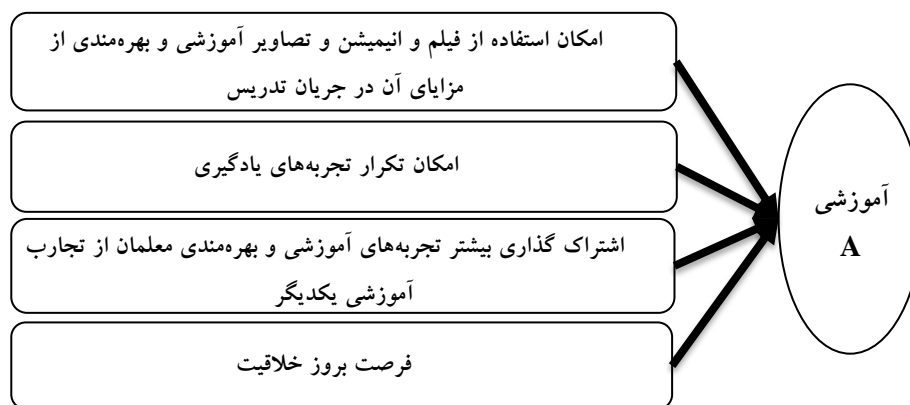 امکان استفاده از فیلم و انیمیشن و تصاویر آموزشی و بهره‌مندی از
مزایای آن در جریان تدریس
امکان تکرار تجربه‌های یادگیری
اشتراک گذاری بیشتر تجربه‌های آموزشی و بهره‌مندی معلمان از تجارب
آموزشی یکدیگر
فرصت بروز خلاقیت
آموزشی
A